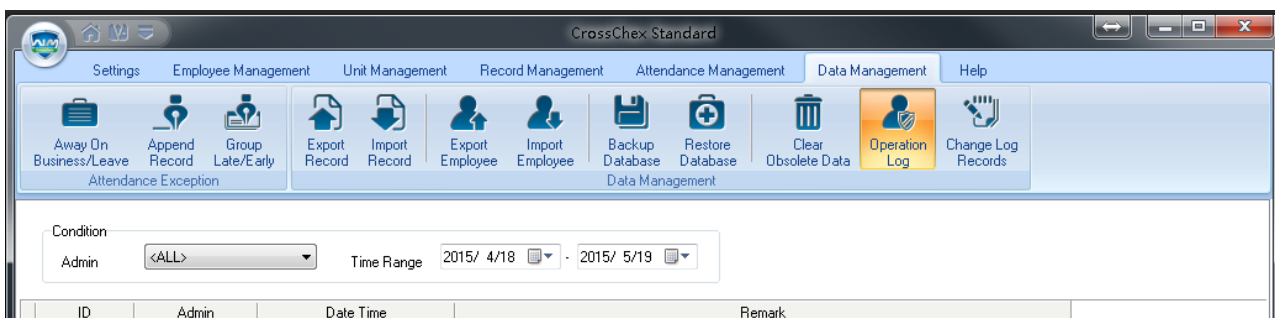 CrossChex Standard
Settings Employee Management Unit Management Record Management Attendance Management Data Management Help
Away On Business/Leave
Append Record
Group Late/Early
Export Record
Import Record
Export Employee
Import Employee
Backup Database
Restore Database
Clear Obsolete Data
Operation Log
Change Log Records
Attendance Exception
Data Management
Condition
Admin <ALL> Time Range 2015/ 4/18 - 2015/ 5/19
ID Admin Date Time Remark